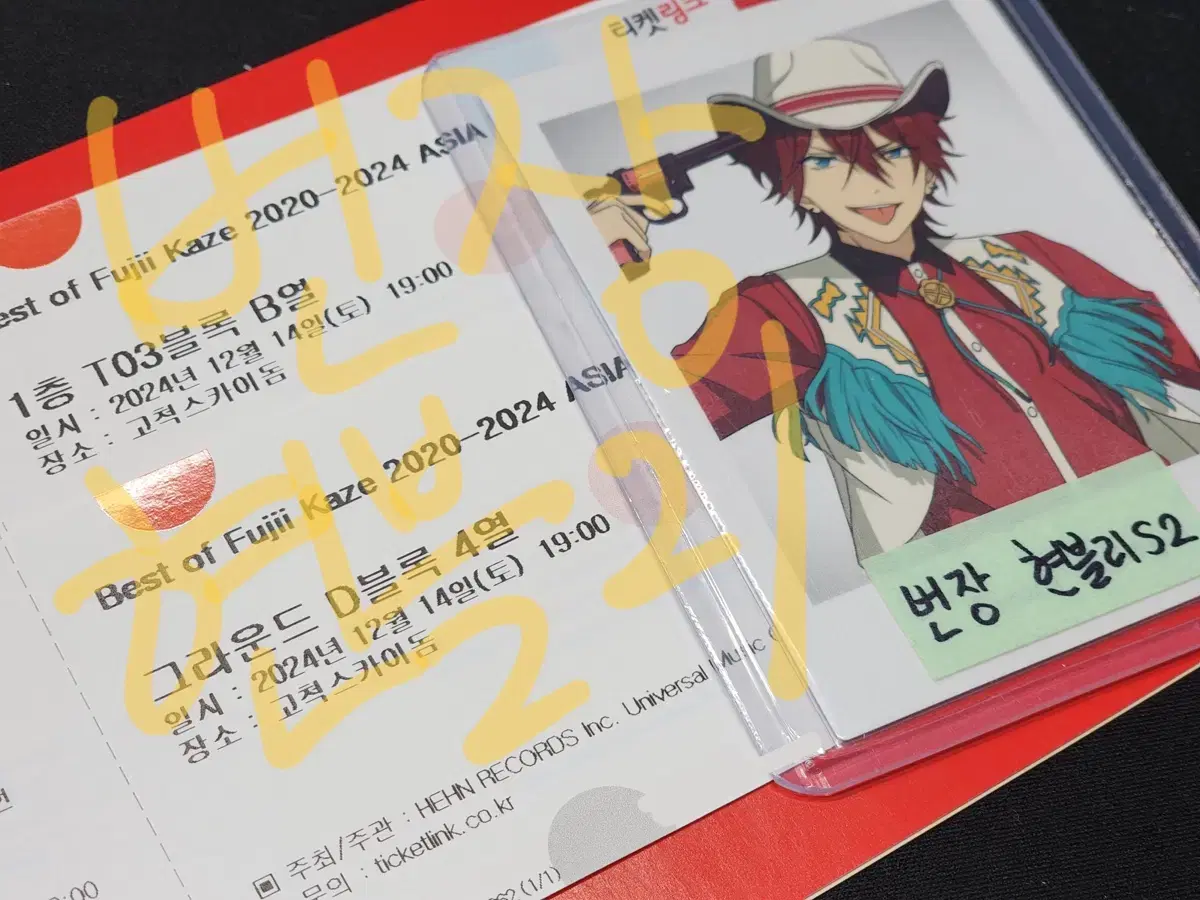 티켓링크
Best of Fujii Kaze 2020-2024 ASIA
1층 T03블록 B열
일시 : 2024년 12월 14일(토) 19:00
장소 : 고척스카이돔
Best of Fujii Kaze 2020-2024 ASIA
그라운드 D블록 4열
일시 : 2024년 12월 14일(토) 19:00
장소 : 고척스카이돔
주최/주관 : HEHN RECORDS Inc. Universal Music
문의 : ticketlink.co.kr
(1/1)
번장
현블리
번장 현블리S2